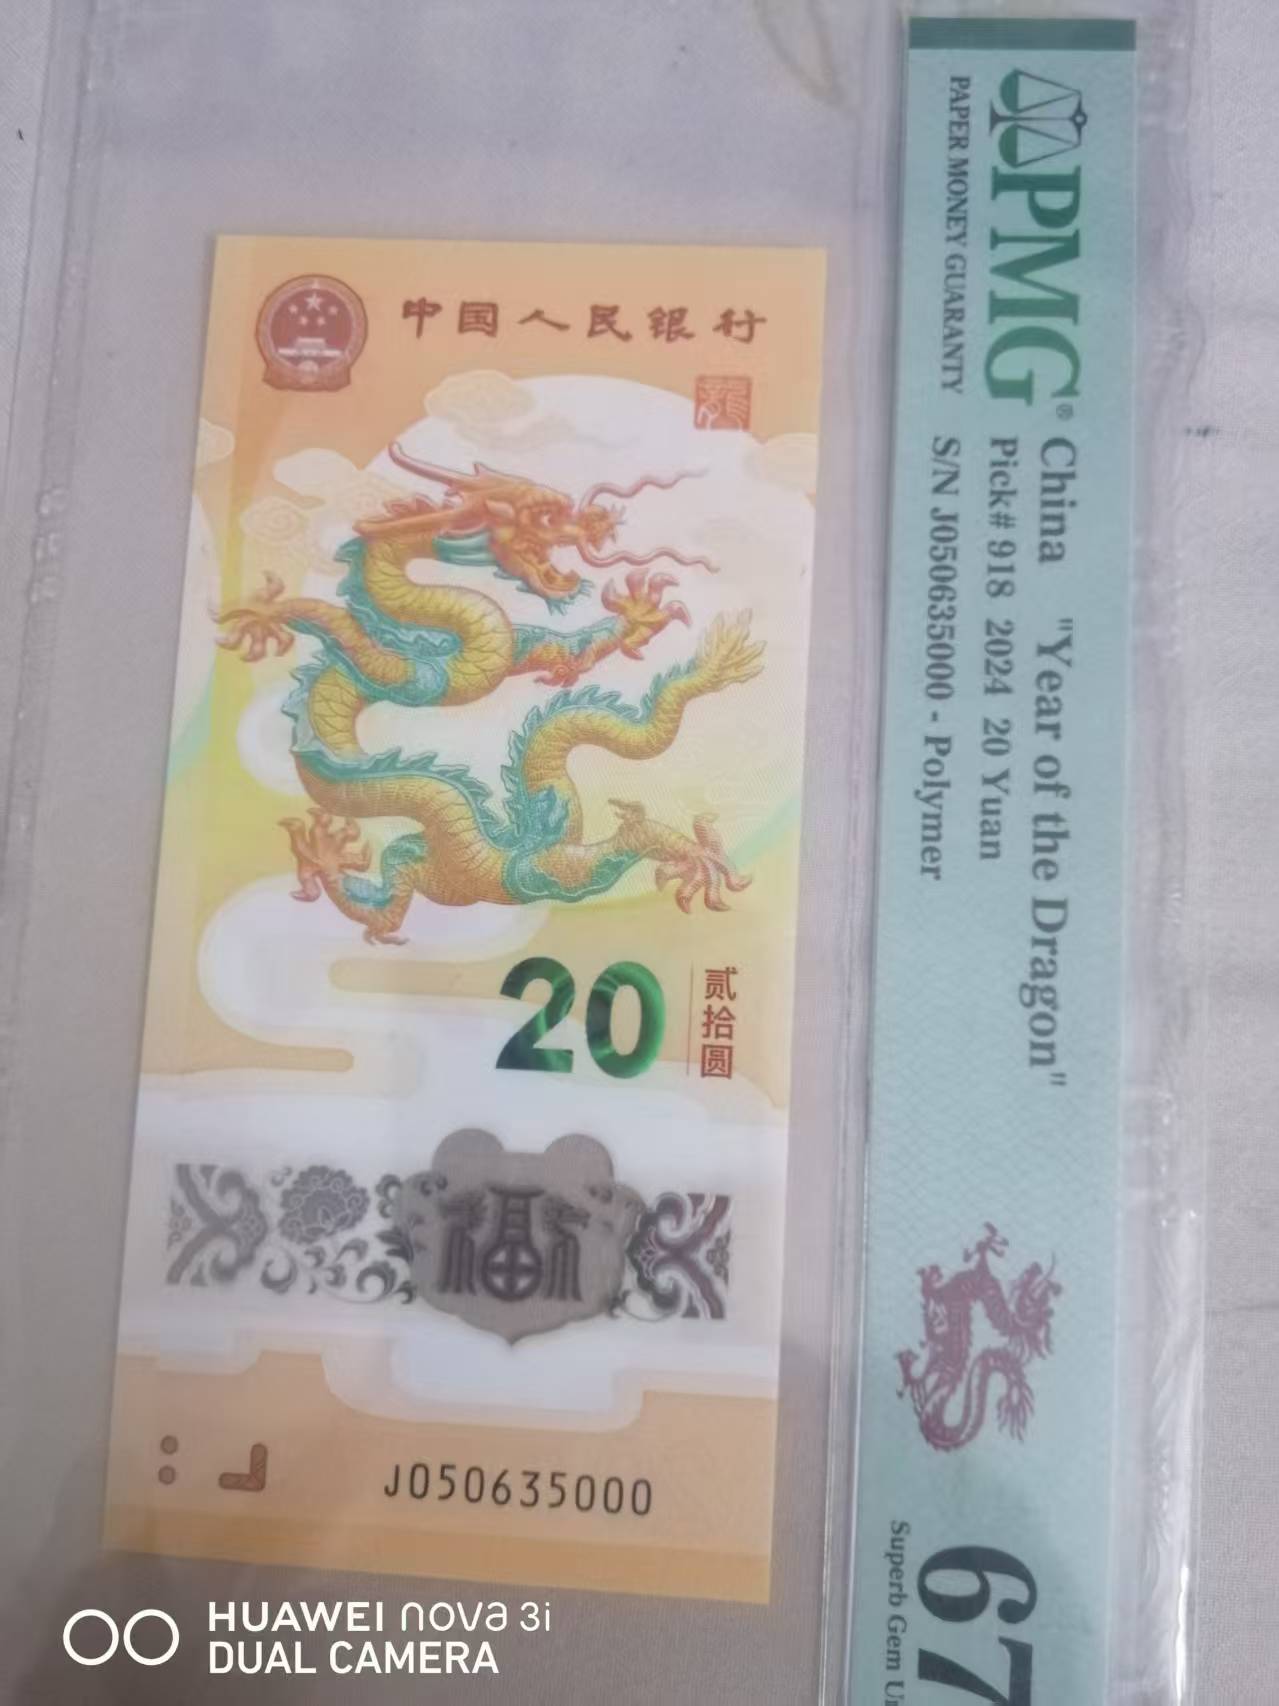 中国人民银行
龍
20
贰拾圆
福
J050635000
PMG®
PAPER MONEY GUARANTY
China "Year of the Dragon"
Pick# 918 2024 20 Yuan
S/N J050635000 - Polymer
67
Superb Gem
HUAWEI nova 3i
DUAL CAMERA